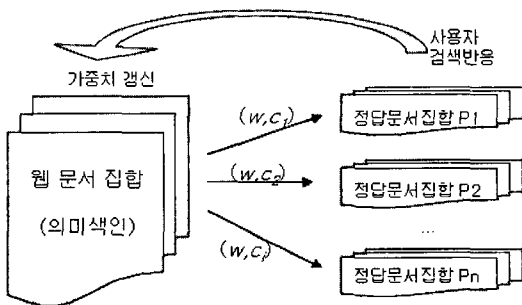 사용자
검색반응
가중치 갱신
웹 문서 집합
(의미색인)
(w,c₁)
(w,c₂)
(w,cᵢ)
정답문서집합 P1
정답문서집합 P2
...
정답문서집합 Pn